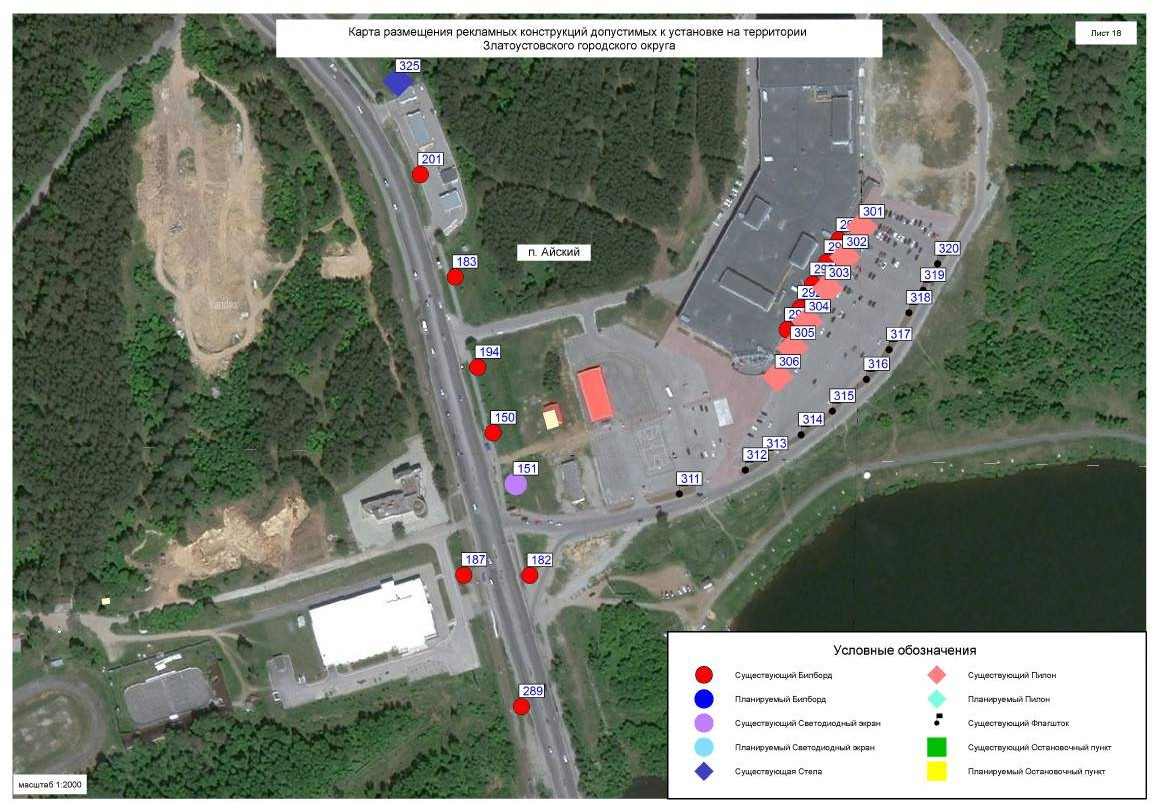 Карта размещения рекламных конструкций допустимых к установке на территории
Златоустовского городского округа
Лист 18
325
201
301
302
п. Айский
320
183
303
319
304
318
305
317
194
306
316
315
150
314
313
312
151
311
187
182
289
Условные обозначения
Существующий Билборд
Планируемый Билборд
Существующий Светодиодный экран
Планируемый Светодиодный экран
Существующая Стела
Существующий Пилон
Планируемый Пилон
Существующий Флагшток
Существующий Остановочный пункт
Планируемый Остановочный пункт
масштаб 1:2000